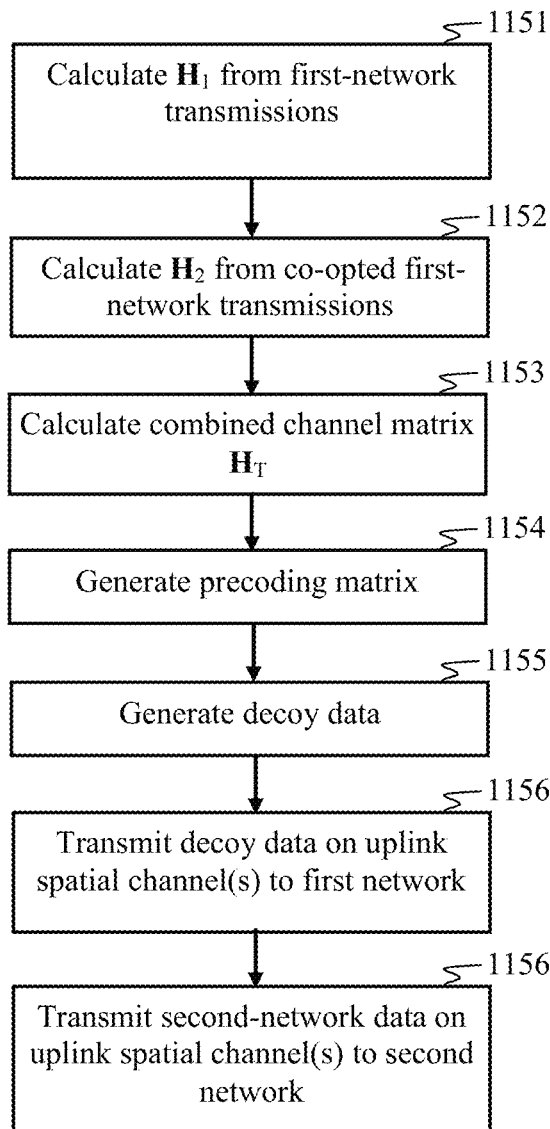 1151
Calculate H1 from first-network
transmissions
1152
Calculate H2 from co-opted first-
network transmissions
1153
Calculate combined channel matrix
HT
1154
Generate precoding matrix
1155
Generate decoy data
1156
Transmit decoy data on uplink
spatial channel(s) to first network
1156
Transmit second-network data on
uplink spatial channel(s) to second
network